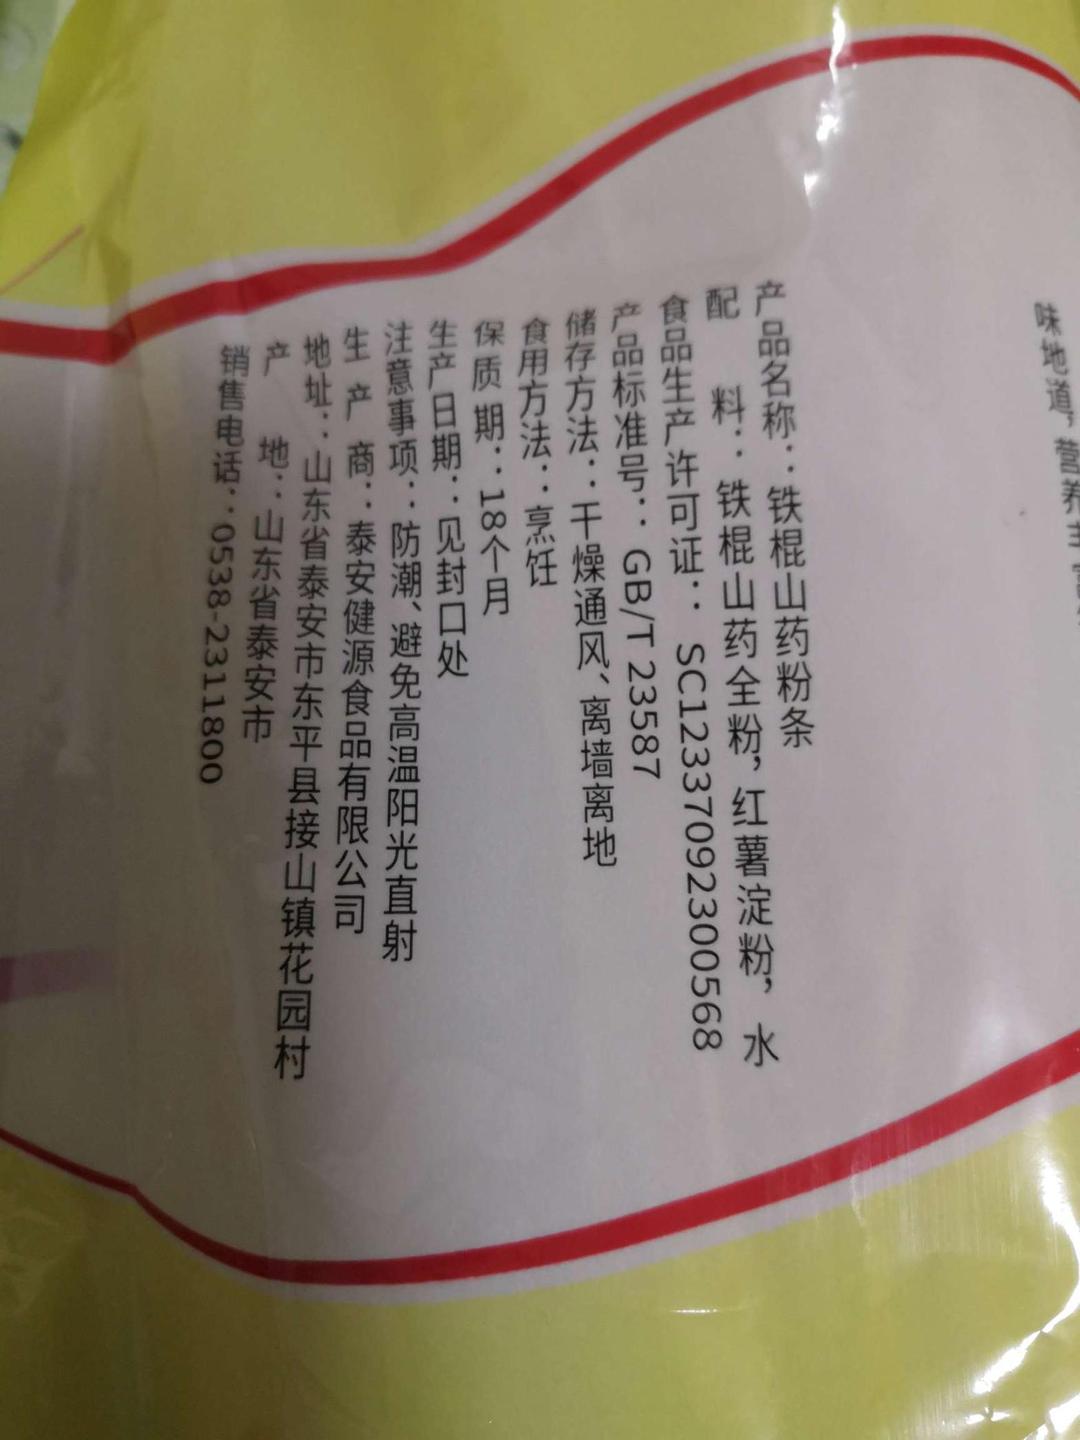 味地道，营养丰
产品名称：铁棍山药粉条
配 料：铁棍山药全粉，红薯淀粉，水
食品生产许可证：SC12337092300568
产品标准号：GB/T 23587
储存方法：干燥通风、离墙离地
食用方法：烹饪
保质期：18个月
生产日期：见封口处
注意事项：防潮、避免高温阳光直射
生产商：泰安健源食品有限公司
地址：山东省泰安市东平县接山镇花园村
产 地：山东省泰安市
销售电话：0538-2311800